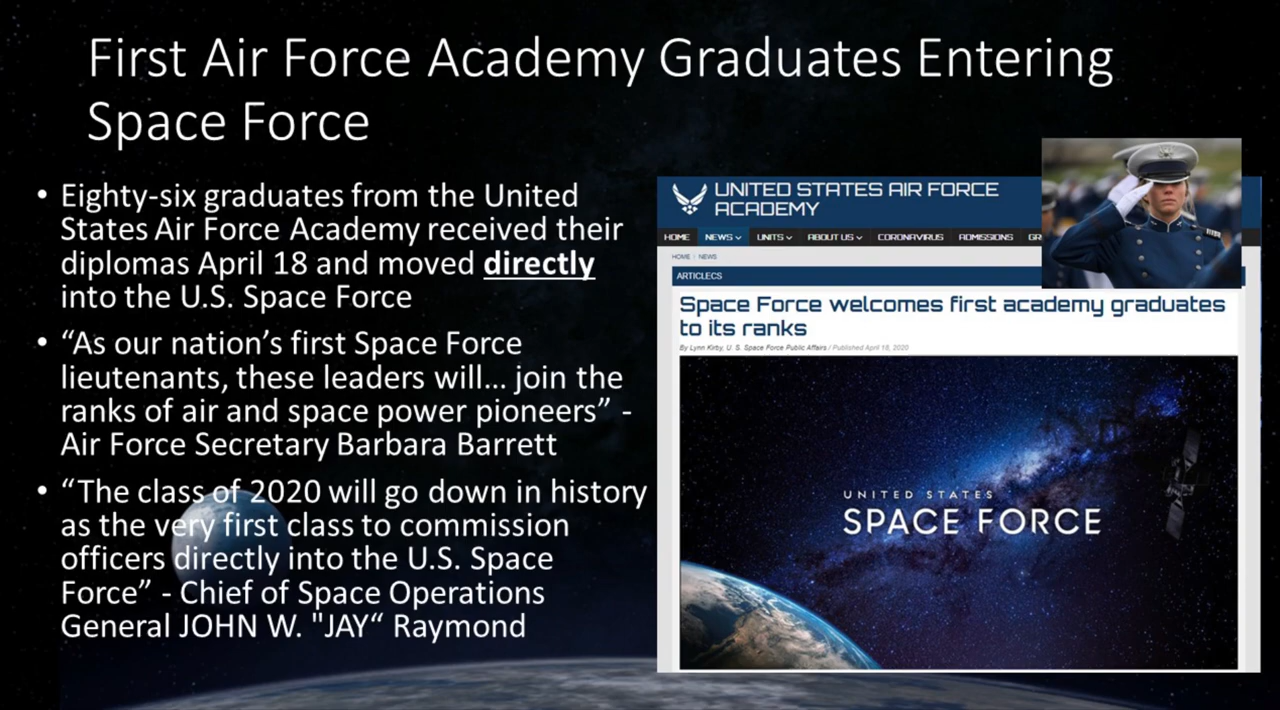 First Air Force Academy Graduates Entering
Space Force
• Eighty-six graduates from the United
States Air Force Academy received their
diplomas April 18 and moved directly
into the U.S. Space Force
• “As our nation’s first Space Force
lieutenants, these leaders will... join the
ranks of air and space power pioneers” -
Air Force Secretary Barbara Barrett
• “The class of 2020 will go down in history
as the very first class to commission
officers directly into the U.S. Space
Force” - Chief of Space Operations
General JOHN W. "JAY“ Raymond
UNITED STATES AIR FORCE
ACADEMY
HOME NEWS UNITS ABOUT US CORONAVIRUS ADMISSIONS GR
HOME NEWS
ARTICLECS
Space Force welcomes first academy graduates
to its ranks
By Lynn Kirby, U. S. Space Force Public Affairs / Published April 18, 2020
UNITED STATES
SPACE FORCE